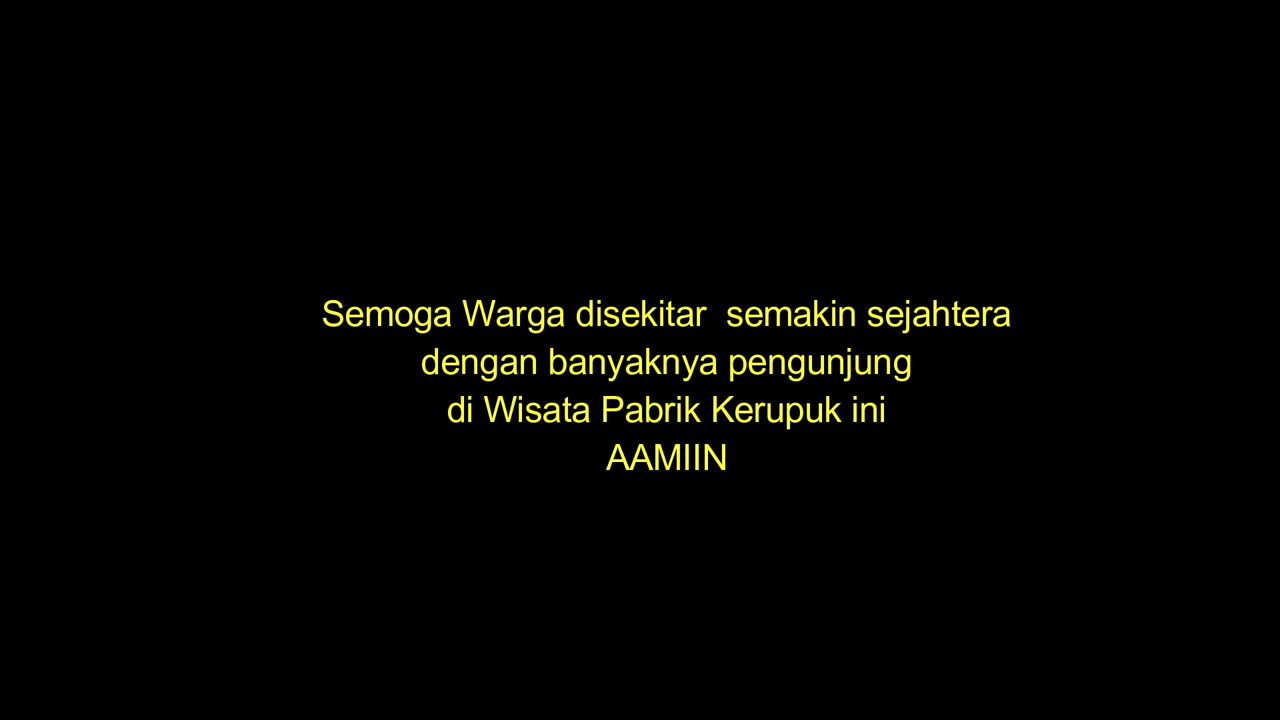 Semoga Warga disekitar  semakin sejahtera
dengan banyaknya pengunjung
di Wisata Pabrik Kerupuk ini
AAMIIN